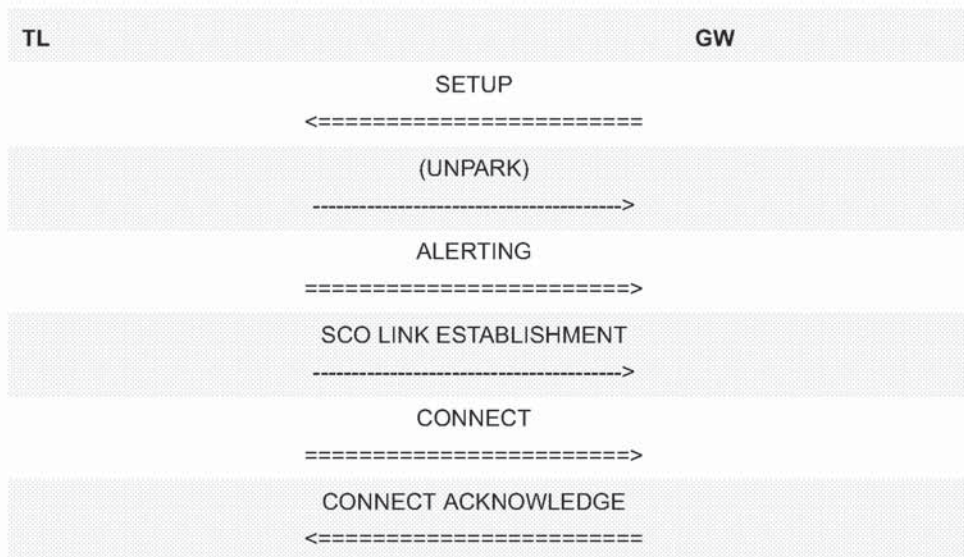 TL GW
SETUP
<========================
(UNPARK)
---------------------------------------->
ALERTING
========================>
SCO LINK ESTABLISHMENT
---------------------------------------->
CONNECT
========================>
CONNECT ACKNOWLEDGE
<========================